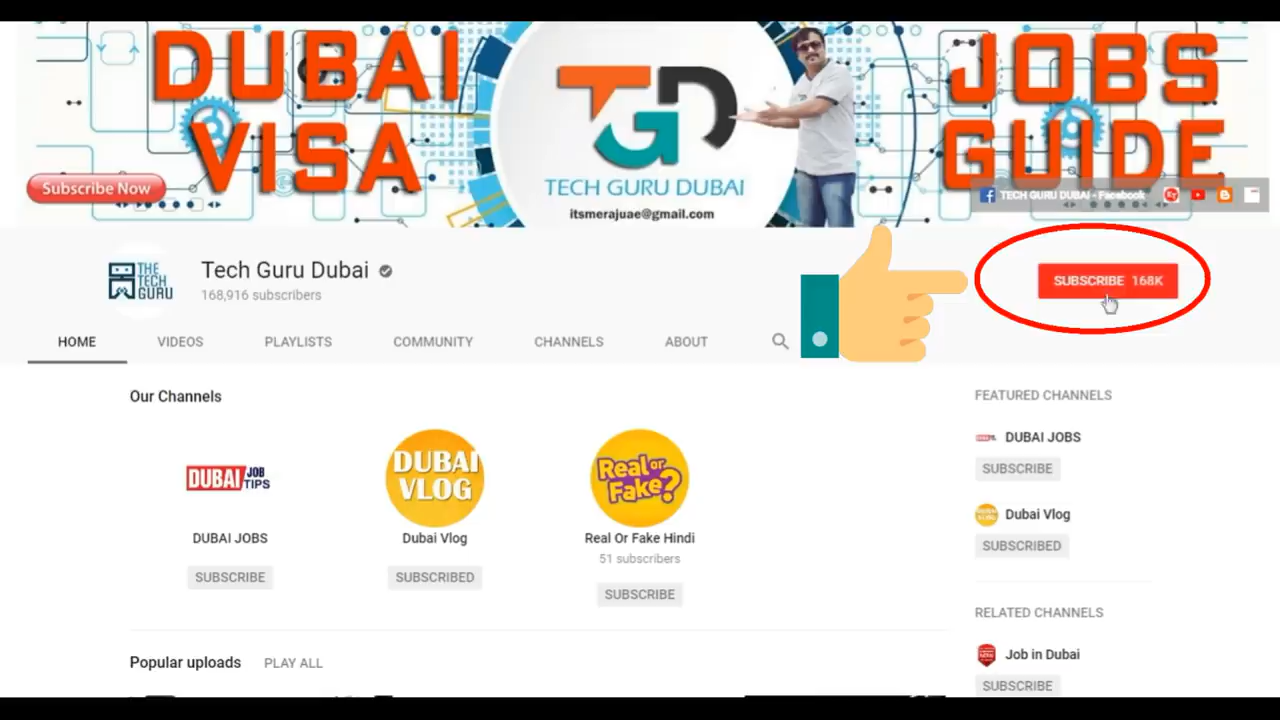 DUBAI
VISA
JOBS
GUIDE
TGD
TECH GURU DUBAI
itsmerajuae@gmail.com
Subscribe Now
TECH GURU DUBAI - Facebook
THE
TECH
GURU
Tech Guru Dubai
168,916 subscribers
SUBSCRIBE 168K
HOME VIDEOS PLAYLISTS COMMUNITY CHANNELS ABOUT
Our Channels
DUBAI JOB TIPS
DUBAI VLOG
Real or Fake?
DUBAI JOBS
Dubai Vlog
Real Or Fake Hindi
51 subscribers
SUBSCRIBE
SUBSCRIBED
SUBSCRIBE
Popular uploads PLAY ALL
FEATURED CHANNELS
DUBAI JOBS
SUBSCRIBE
Dubai Vlog
SUBSCRIBED
RELATED CHANNELS
Job in Dubai
SUBSCRIBE